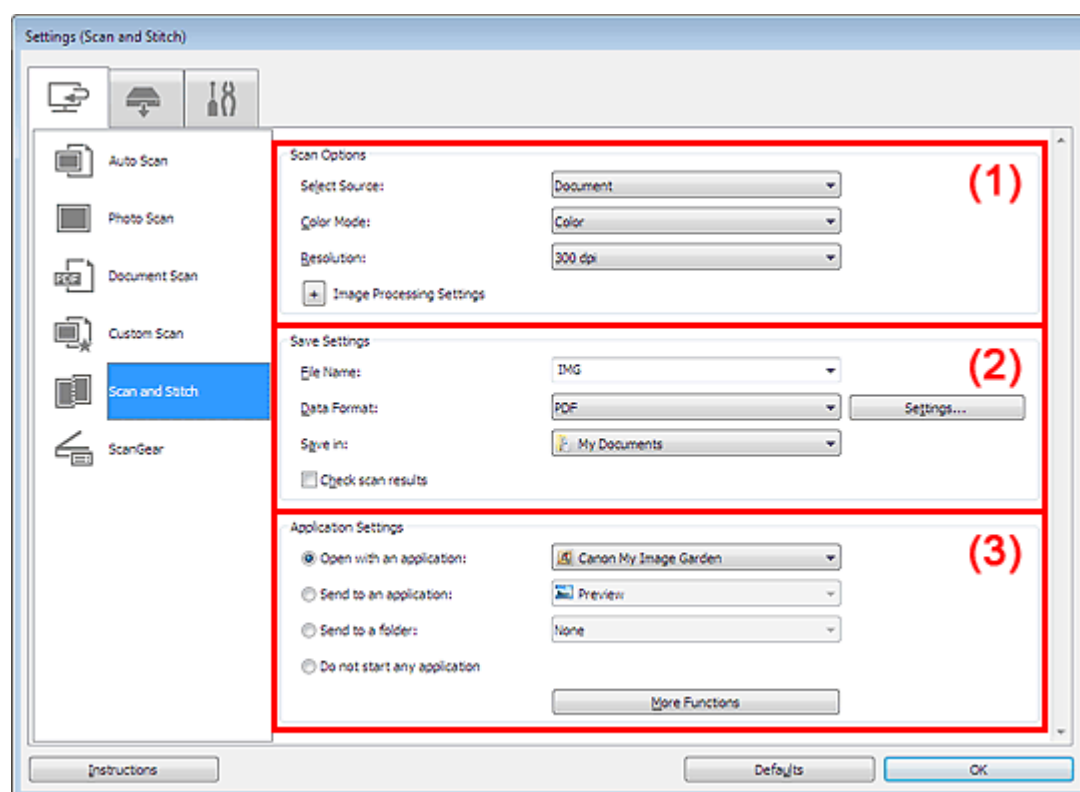 Settings (Scan and Stitch)
Auto Scan
Photo Scan
Document Scan
Custom Scan
Scan and Stitch
ScanGear
Scan Options
(1)
Select Source: Document
Color Mode: Color
Resolution: 300 dpi
+ Image Processing Settings
Save Settings
(2)
File Name: IMG
Data Format: PDF Settings...
Save in: My Documents
Check scan results
Application Settings
(3)
Open with an application: Canon My Image Garden
Send to an application: Preview
Send to a folder: None
Do not start any application
More Functions
Instructions Defaults OK